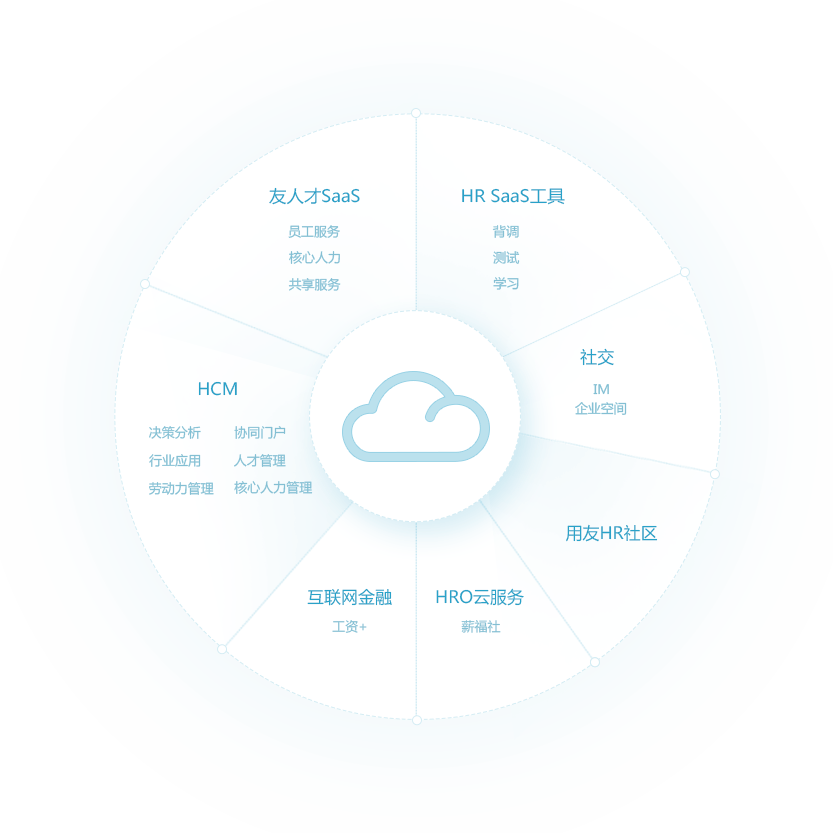 友人才SaaS
员工服务
核心人力
共享服务
HR SaaS工具
背调
测试
学习
社交
IM
企业空间
HCM
决策分析 协同门户
行业应用 人才管理
劳动力管理 核心人力管理
用友HR社区
互联网金融
工资+
HRO云服务
薪福社